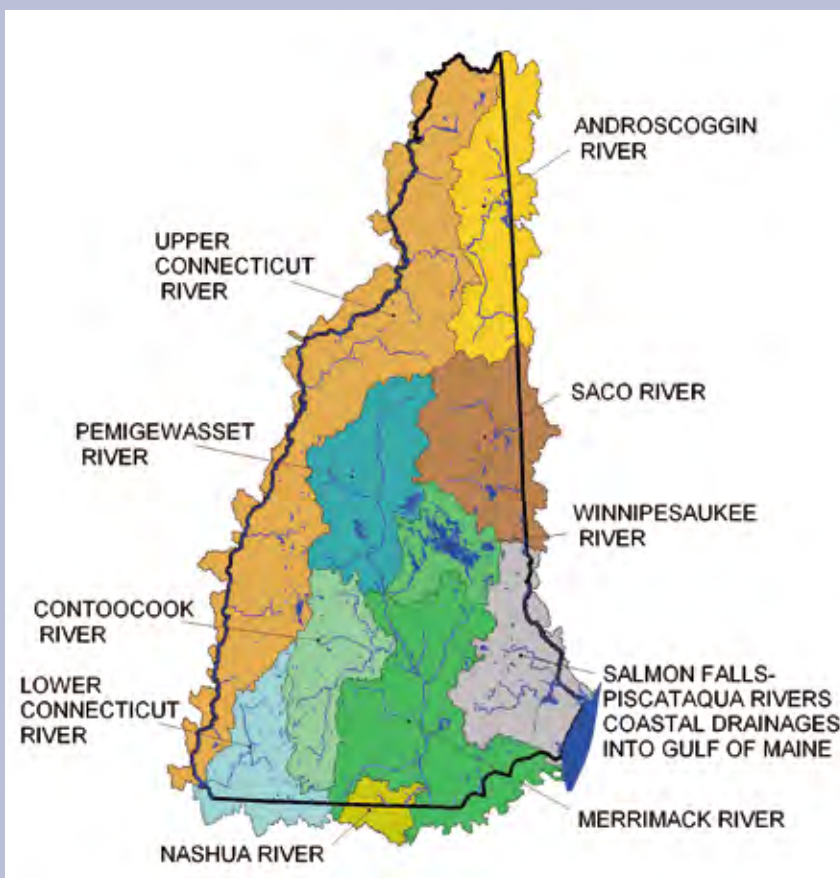 ANDROSCOGGIN
RIVER
UPPER
CONNECTICUT
RIVER
SACO RIVER
PEMIGEWASSET
RIVER
WINNIPESAUKEE
RIVER
CONTOOCOOK
RIVER
SALMON FALLS-
PISCATAQUA RIVERS
COASTAL DRAINAGES
INTO GULF OF MAINE
LOWER
CONNECTICUT
RIVER
MERRIMACK RIVER
NASHUA RIVER